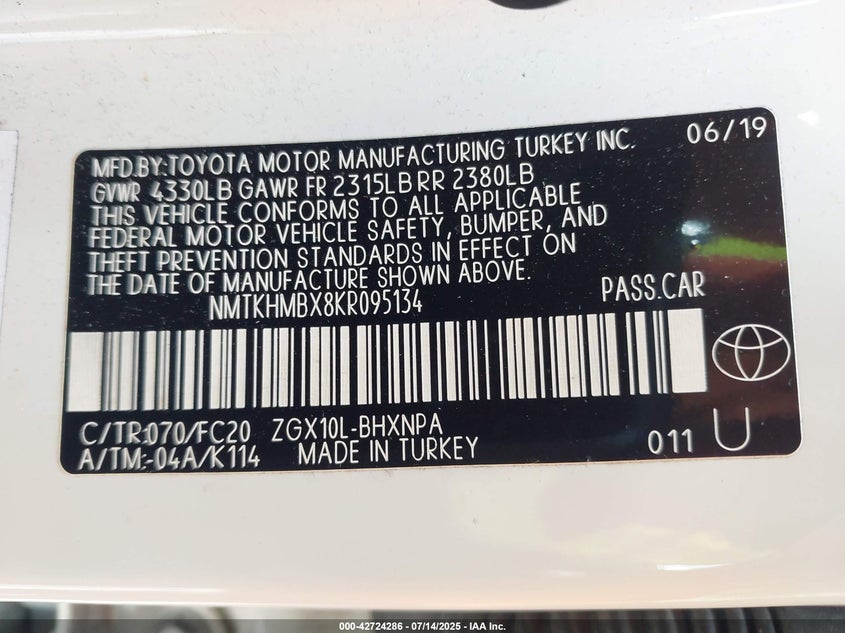 MFD.BY:TOYOTA MOTOR MANUFACTURING TURKEY INC. 06/19
GVWR 4330LB GAWR FR 2315LB RR 2380LB
THIS VEHICLE CONFORMS TO ALL APPLICABLE
FEDERAL MOTOR VEHICLE SAFETY, BUMPER, AND
THEFT PREVENTION STANDARDS IN EFFECT ON
THE DATE OF MANUFACTURE SHOWN ABOVE.
NMTKHMBX8KR095134 PASS.CAR
C/TR:070/FC20 ZGX10L-BHXNPA
A/TM:-04A/K114 MADE IN TURKEY 011 U
000-42724286 - 07/14/2025 - IAA Inc.